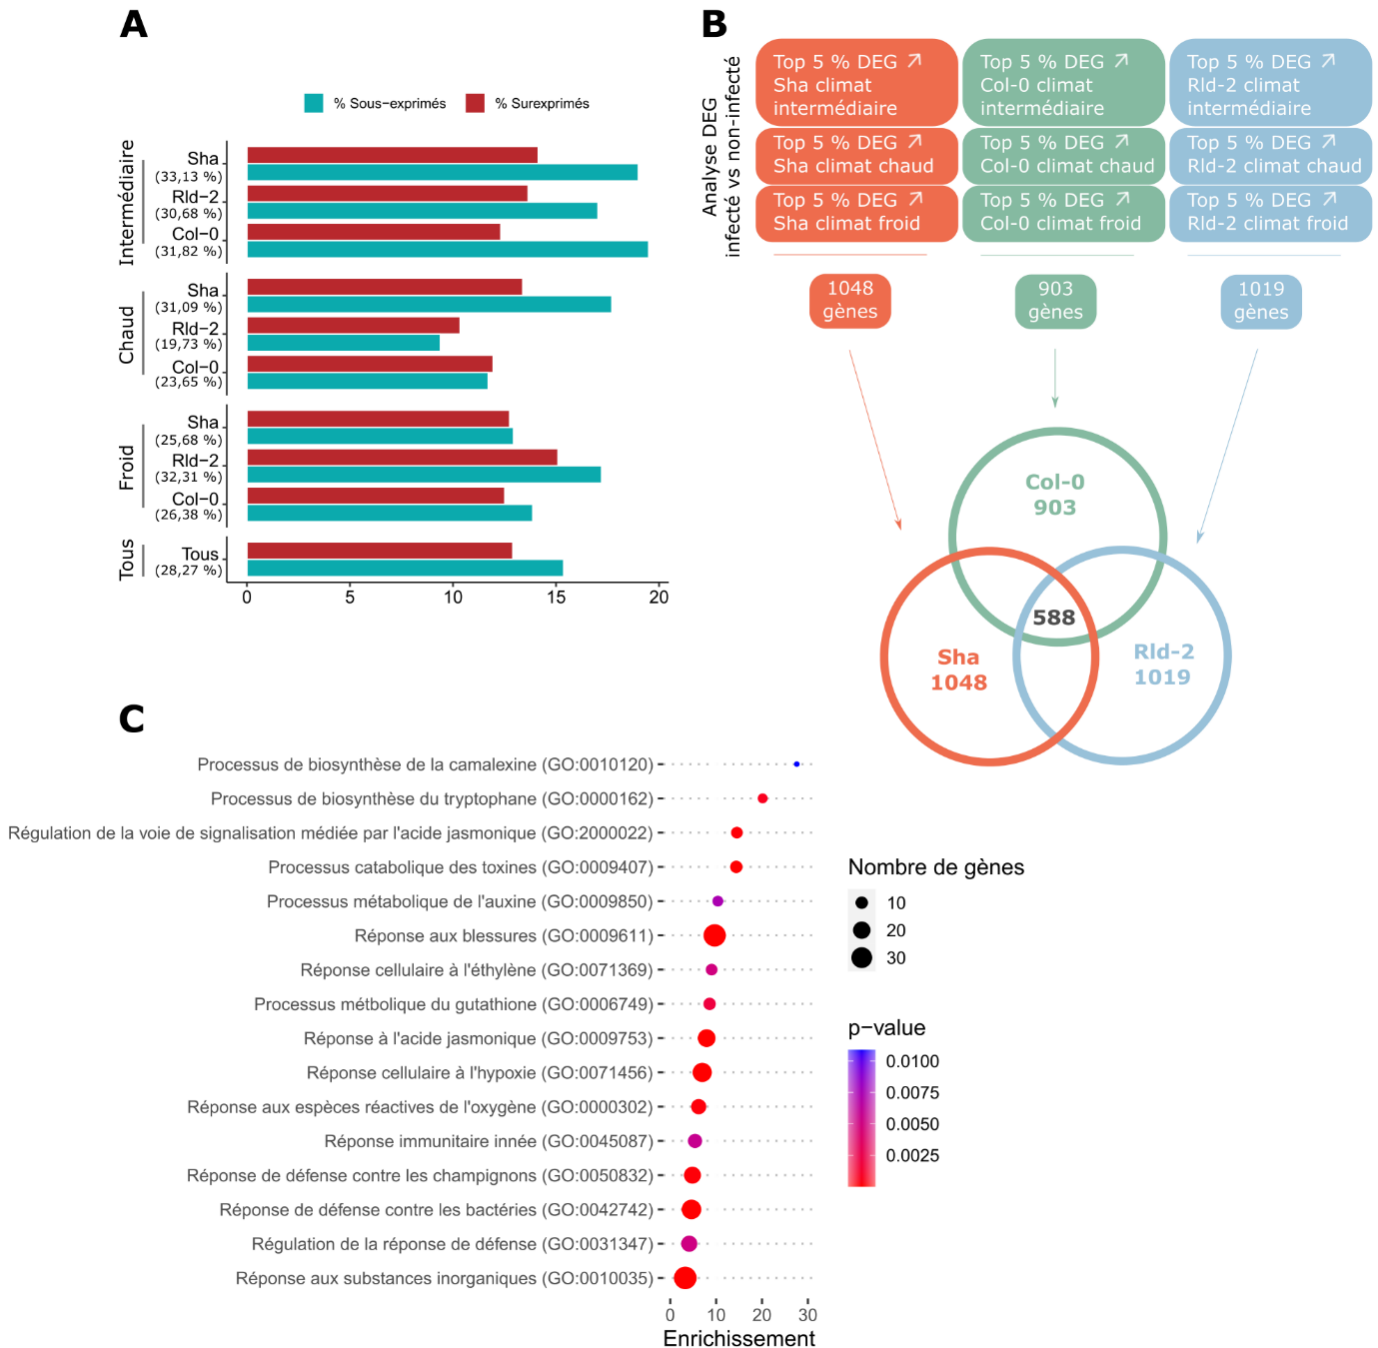 A
% Sous-exprimés
% Surexprimés
Intermédiaire
Sha
(33,13 %)
Rld-2
(30,68 %)
Col-0
(31,82 %)
Chaud
Sha
(31,09 %)
Rld-2
(19,73 %)
Col-0
(23,65 %)
Froid
Sha
(25,68 %)
Rld-2
(32,31 %)
Col-0
(26,38 %)
Tous
Tous
(28,27 %)
0 5 10 15 20
B
Analyse DEG
infecté vs non-infecté
Top 5 % DEG ↗
Sha climat
intermédiaire
Top 5 % DEG ↗
Col-0 climat
intermédiaire
Top 5 % DEG ↗
Rld-2 climat
intermédiaire
Top 5 % DEG ↗
Sha climat chaud
Top 5 % DEG ↗
Col-0 climat chaud
Top 5 % DEG ↗
Rld-2 climat chaud
Top 5 % DEG ↗
Sha climat froid
Top 5 % DEG ↗
Col-0 climat froid
Top 5 % DEG ↗
Rld-2 climat froid
1048
gènes
903
gènes
1019
gènes
Col-0
903
588
Sha
1048
Rld-2
1019
C
Processus de biosynthèse de la camalexine (GO:0010120)
Processus de biosynthèse du tryptophane (GO:0000162)
Régulation de la voie de signalisation médiée par l'acide jasmonique (GO:2000022)
Processus catabolique des toxines (GO:0009407)
Processus métabolique de l'auxine (GO:0009850)
Réponse aux blessures (GO:0009611)
Réponse cellulaire à l'éthylène (GO:0071369)
Processus métbolique du gutathione (GO:0006749)
Réponse à l'acide jasmonique (GO:0009753)
Réponse cellulaire à l'hypoxie (GO:0071456)
Réponse aux espèces réactives de l'oxygène (GO:0000302)
Réponse immunitaire innée (GO:0045087)
Réponse de défense contre les champignons (GO:0050832)
Réponse de défense contre les bactéries (GO:0042742)
Régulation de la réponse de défense (GO:0031347)
Réponse aux substances inorganiques (GO:0010035)
0 10 20 30
Enrichissement
Nombre de gènes
10
20
30
p-value
0.0100
0.0075
0.0050
0.0025